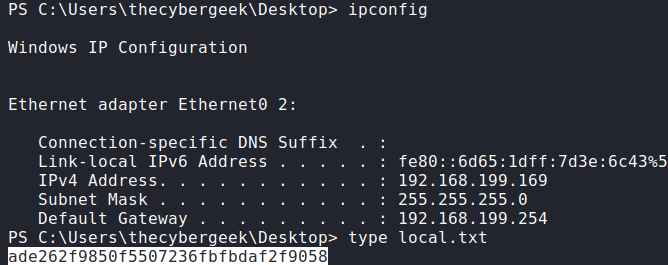 PS C:\Users\thecybergeek\Desktop> ipconfig
Windows IP Configuration
Ethernet adapter Ethernet0 2:
Connection-specific DNS Suffix  . :
Link-local IPv6 Address . . . . . : fe80::6d65:1dff:7d3e:6c43%5
IPv4 Address. . . . . . . . . . . : 192.168.199.169
Subnet Mask . . . . . . . . . . . : 255.255.255.0
Default Gateway . . . . . . . . . : 192.168.199.254
PS C:\Users\thecybergeek\Desktop> type local.txt
ade262f9850f5507236fbfbdaf2f9058